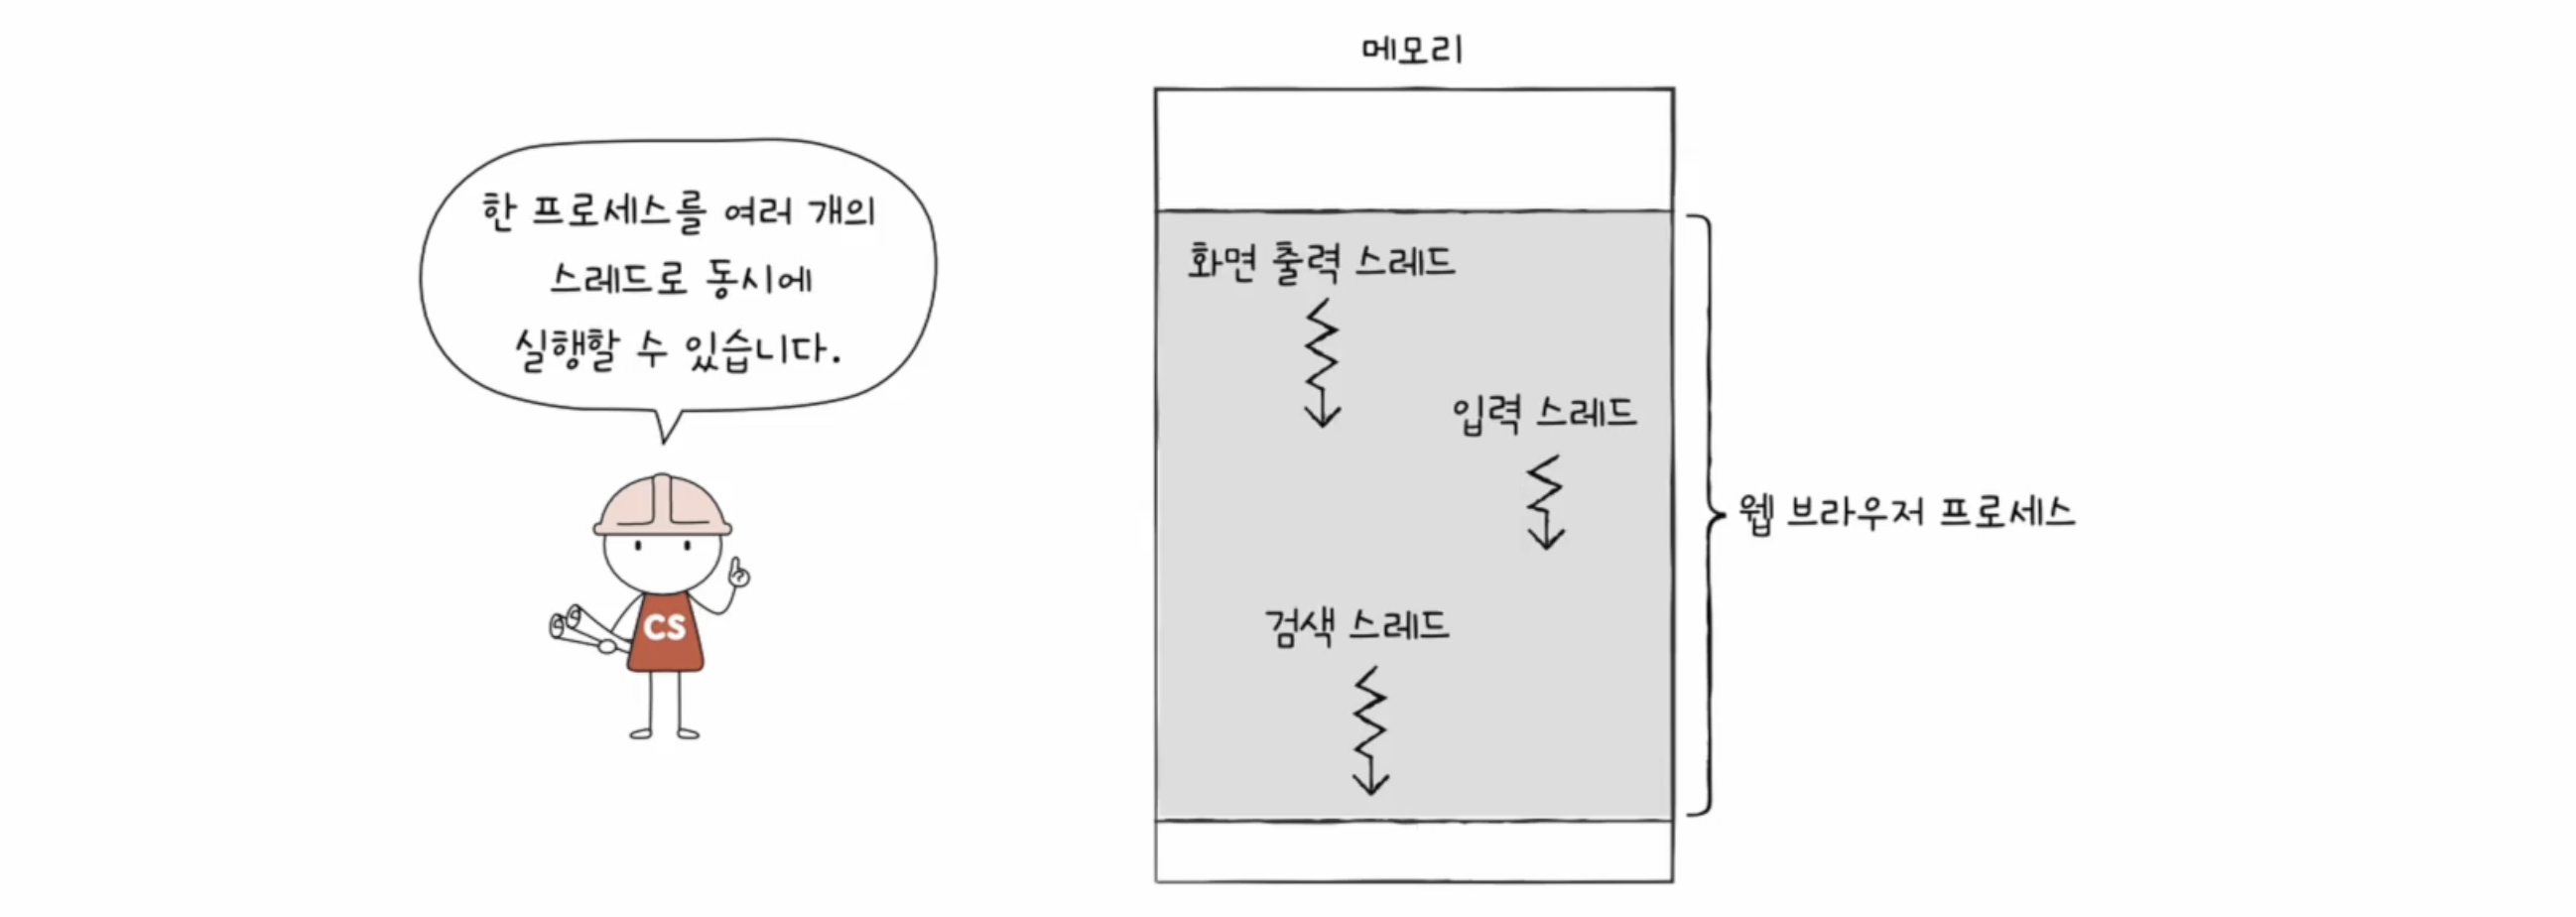 한 프로세스를 여러 개의
스레드로 동시에
실행할 수 있습니다.
CS
메모리
화면 출력 스레드
입력 스레드
검색 스레드
웹 브라우저 프로세스